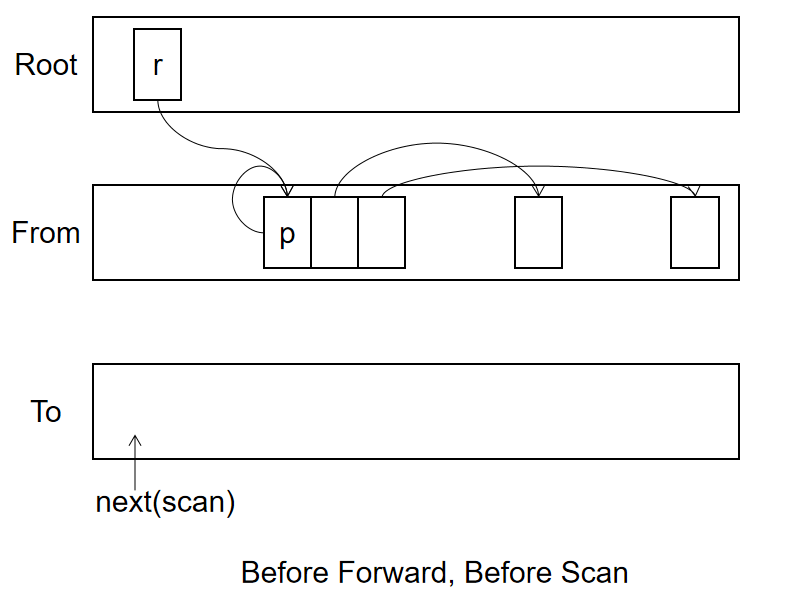 Root
r
From
p
To
next(scan)
Before Forward, Before Scan